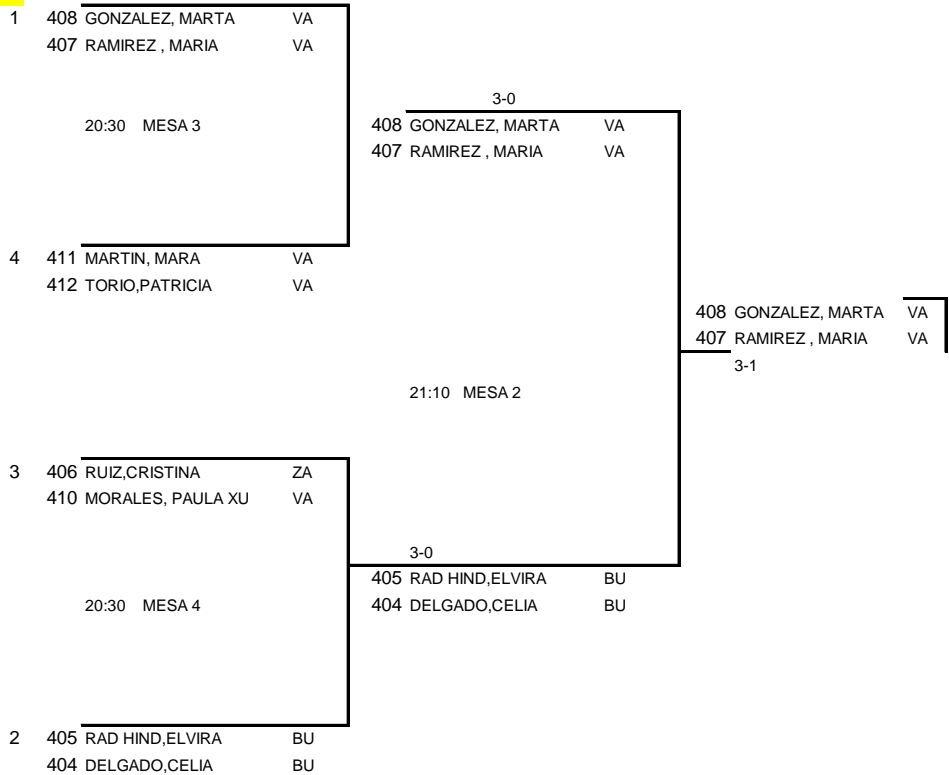 1 408 GONZALEZ, MARTA VA
407 RAMIREZ , MARIA VA
3-0
20:30 MESA 3
408 GONZALEZ, MARTA VA
407 RAMIREZ , MARIA VA
4 411 MARTIN, MARA VA
412 TORIO,PATRICIA VA
408 GONZALEZ, MARTA VA
407 RAMIREZ , MARIA VA
3-1
21:10 MESA 2
3 406 RUIZ,CRISTINA ZA
410 MORALES, PAULA XU VA
3-0
405 RAD HIND,ELVIRA BU
20:30 MESA 4
404 DELGADO,CELIA BU
2 405 RAD HIND,ELVIRA BU
404 DELGADO,CELIA BU